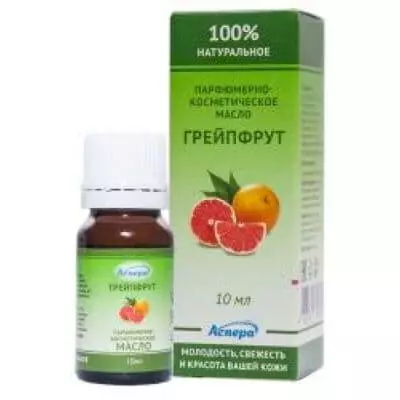 100%
НАТУРАЛЬНОЕ
ПАРФЮМЕРНО-
КОСМЕТИЧЕСКОЕ
МАСЛО
ГРЕЙПФРУТ
10 мл
Аспера
МОЛОДОСТЬ, СВЕЖЕСТЬ
И КРАСОТА ВАШЕЙ КОЖИ
Аспера
ГРЕЙПФРУТ
ПАРФЮМЕРНО-
КОСМЕТИЧЕСКОЕ
МАСЛО
10мл